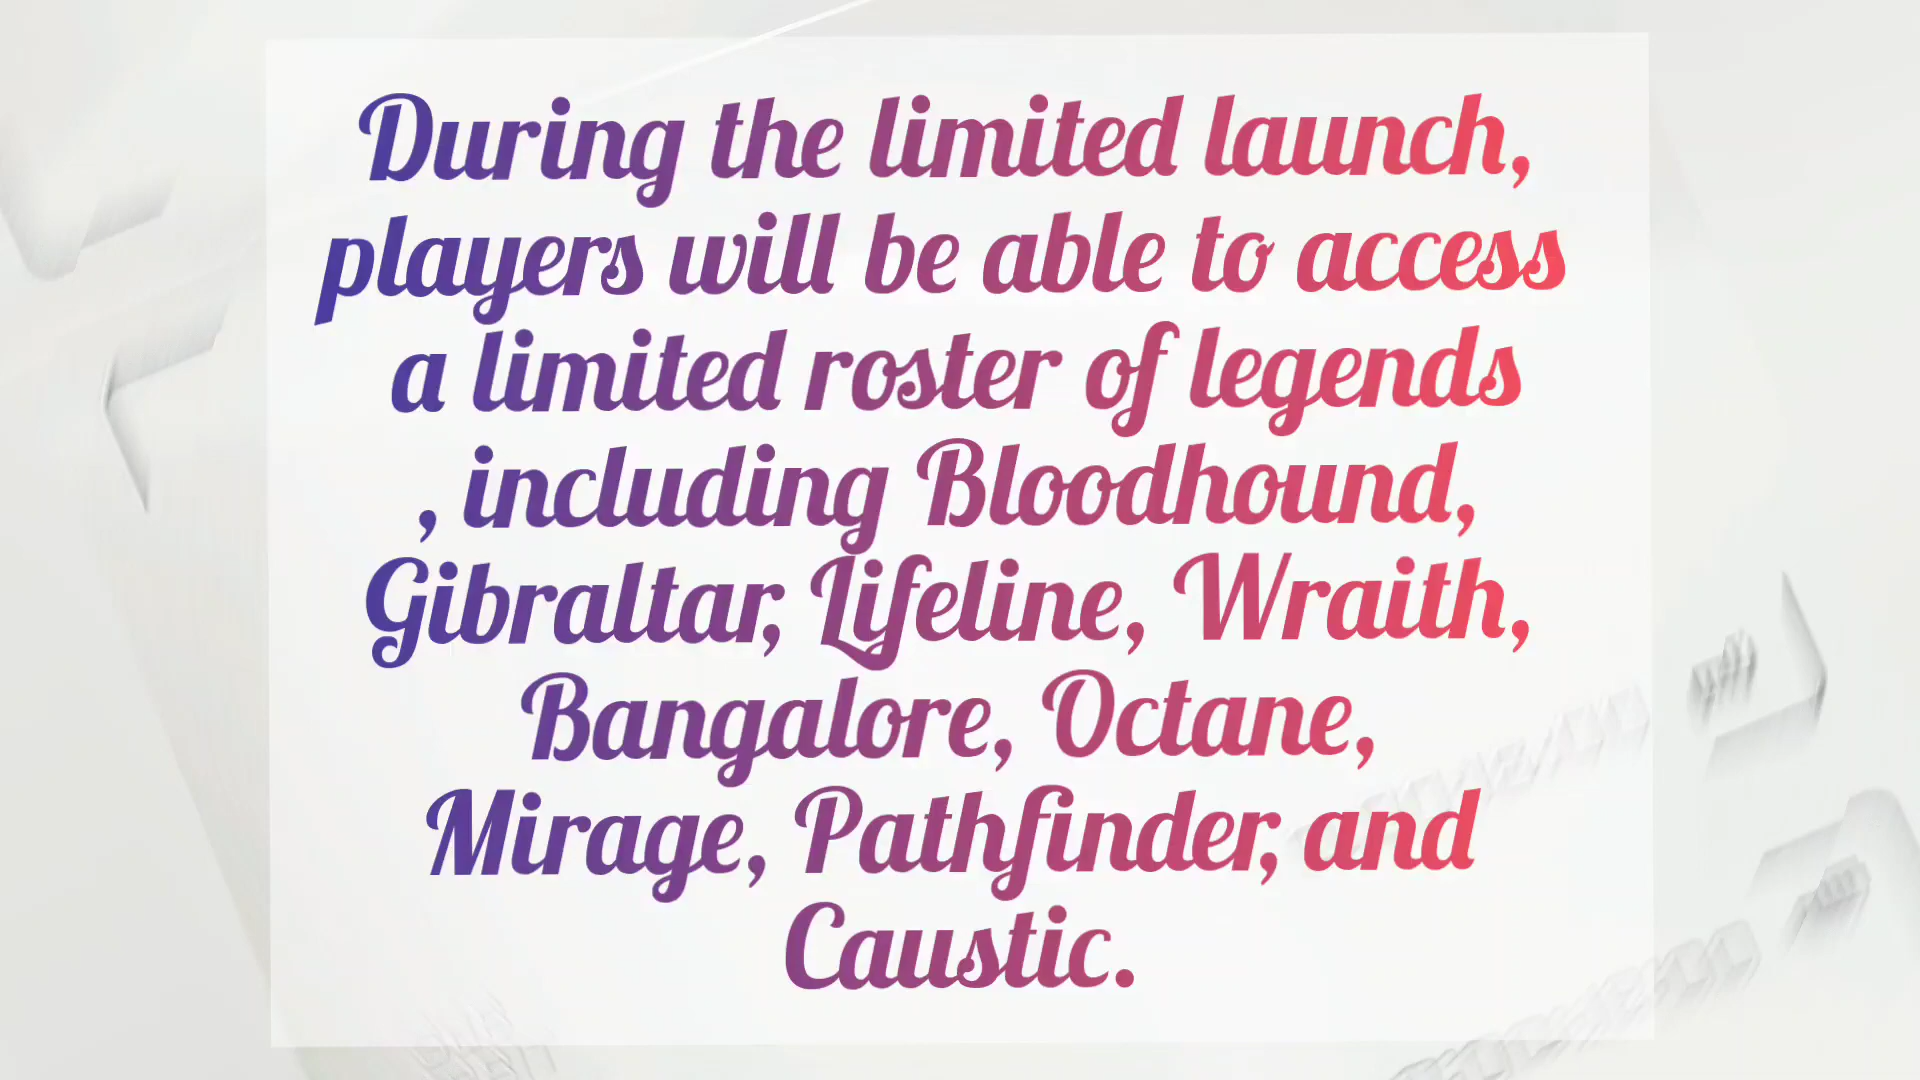 During the limited launch,
players will be able to access
a limited roster of legends
, including Bloodhound,
Gibraltar, Lifeline, Wraith,
Bangalore, Octane,
Mirage, Pathfinder, and
Caustic.